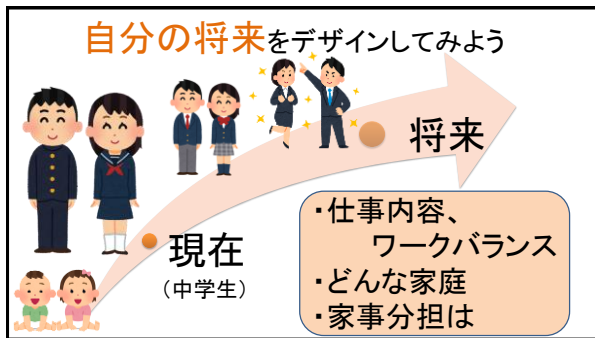 自分の将来をデザインしてみよう
将来
現在
（中学生）
・仕事内容、
ワークバランス
・どんな家庭
・家事分担は